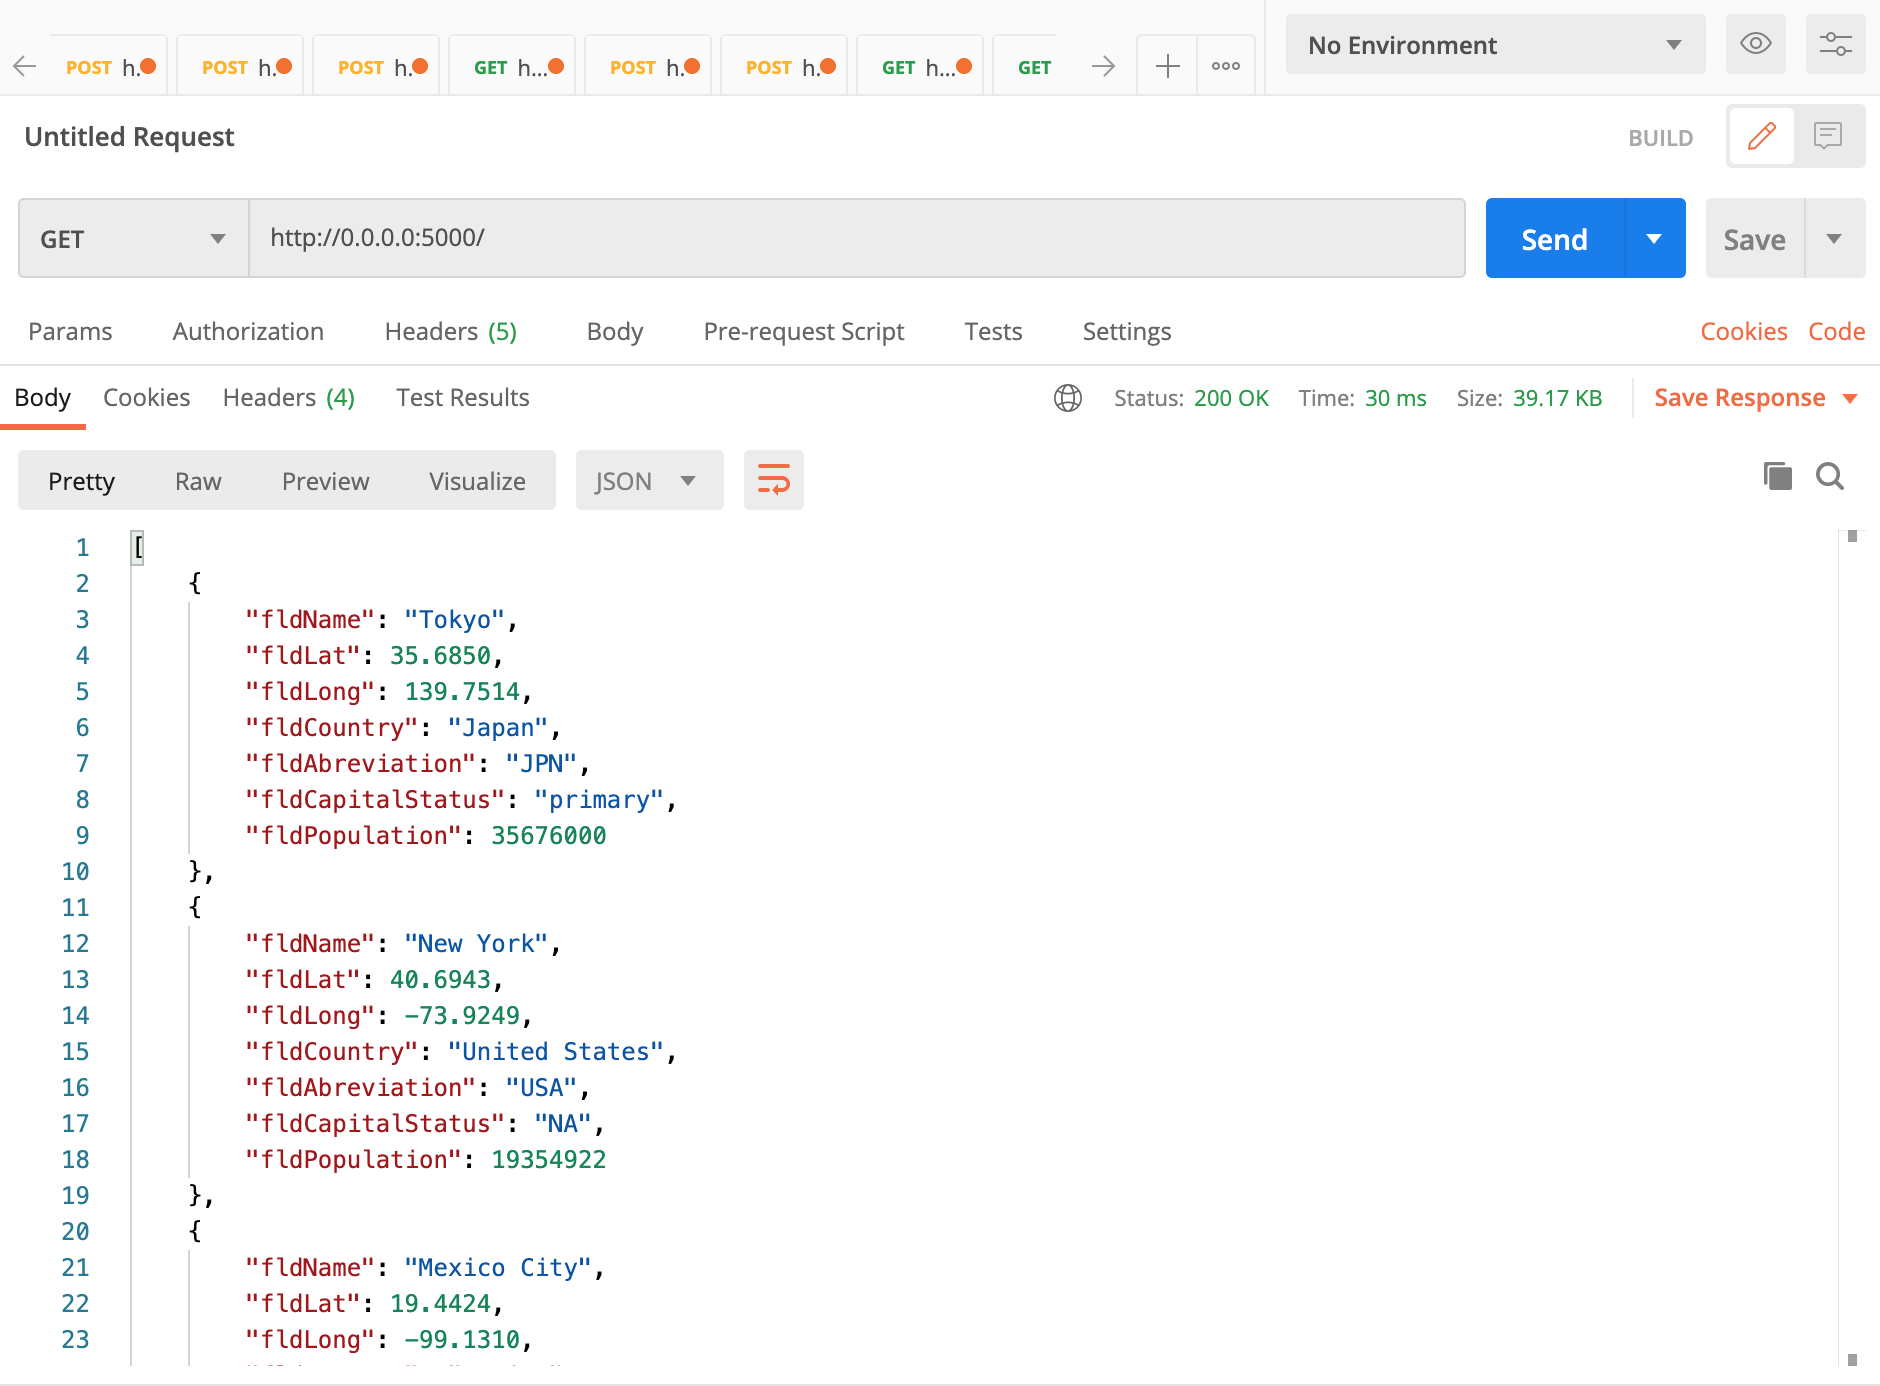 POST h. POST h. POST h. GET h... POST h. POST h. GET h... GET No Environment
Untitled Request BUILD
GET http://0.0.0.0:5000/ Send Save
Params Authorization Headers (5) Body Pre-request Script Tests Settings Cookies Code
Body Cookies Headers (4) Test Results Status: 200 OK Time: 30 ms Size: 39.17 KB Save Response
Pretty Raw Preview Visualize JSON
1 [
2 {
3 "fldName": "Tokyo",
4 "fldLat": 35.6850,
5 "fldLong": 139.7514,
6 "fldCountry": "Japan",
7 "fldAbreviation": "JPN",
8 "fldCapitalStatus": "primary",
9 "fldPopulation": 35676000
10 },
11 {
12 "fldName": "New York",
13 "fldLat": 40.6943,
14 "fldLong": -73.9249,
15 "fldCountry": "United States",
16 "fldAbreviation": "USA",
17 "fldCapitalStatus": "NA",
18 "fldPopulation": 19354922
19 },
20 {
21 "fldName": "Mexico City",
22 "fldLat": 19.4424,
23 "fldLong": -99.1310,